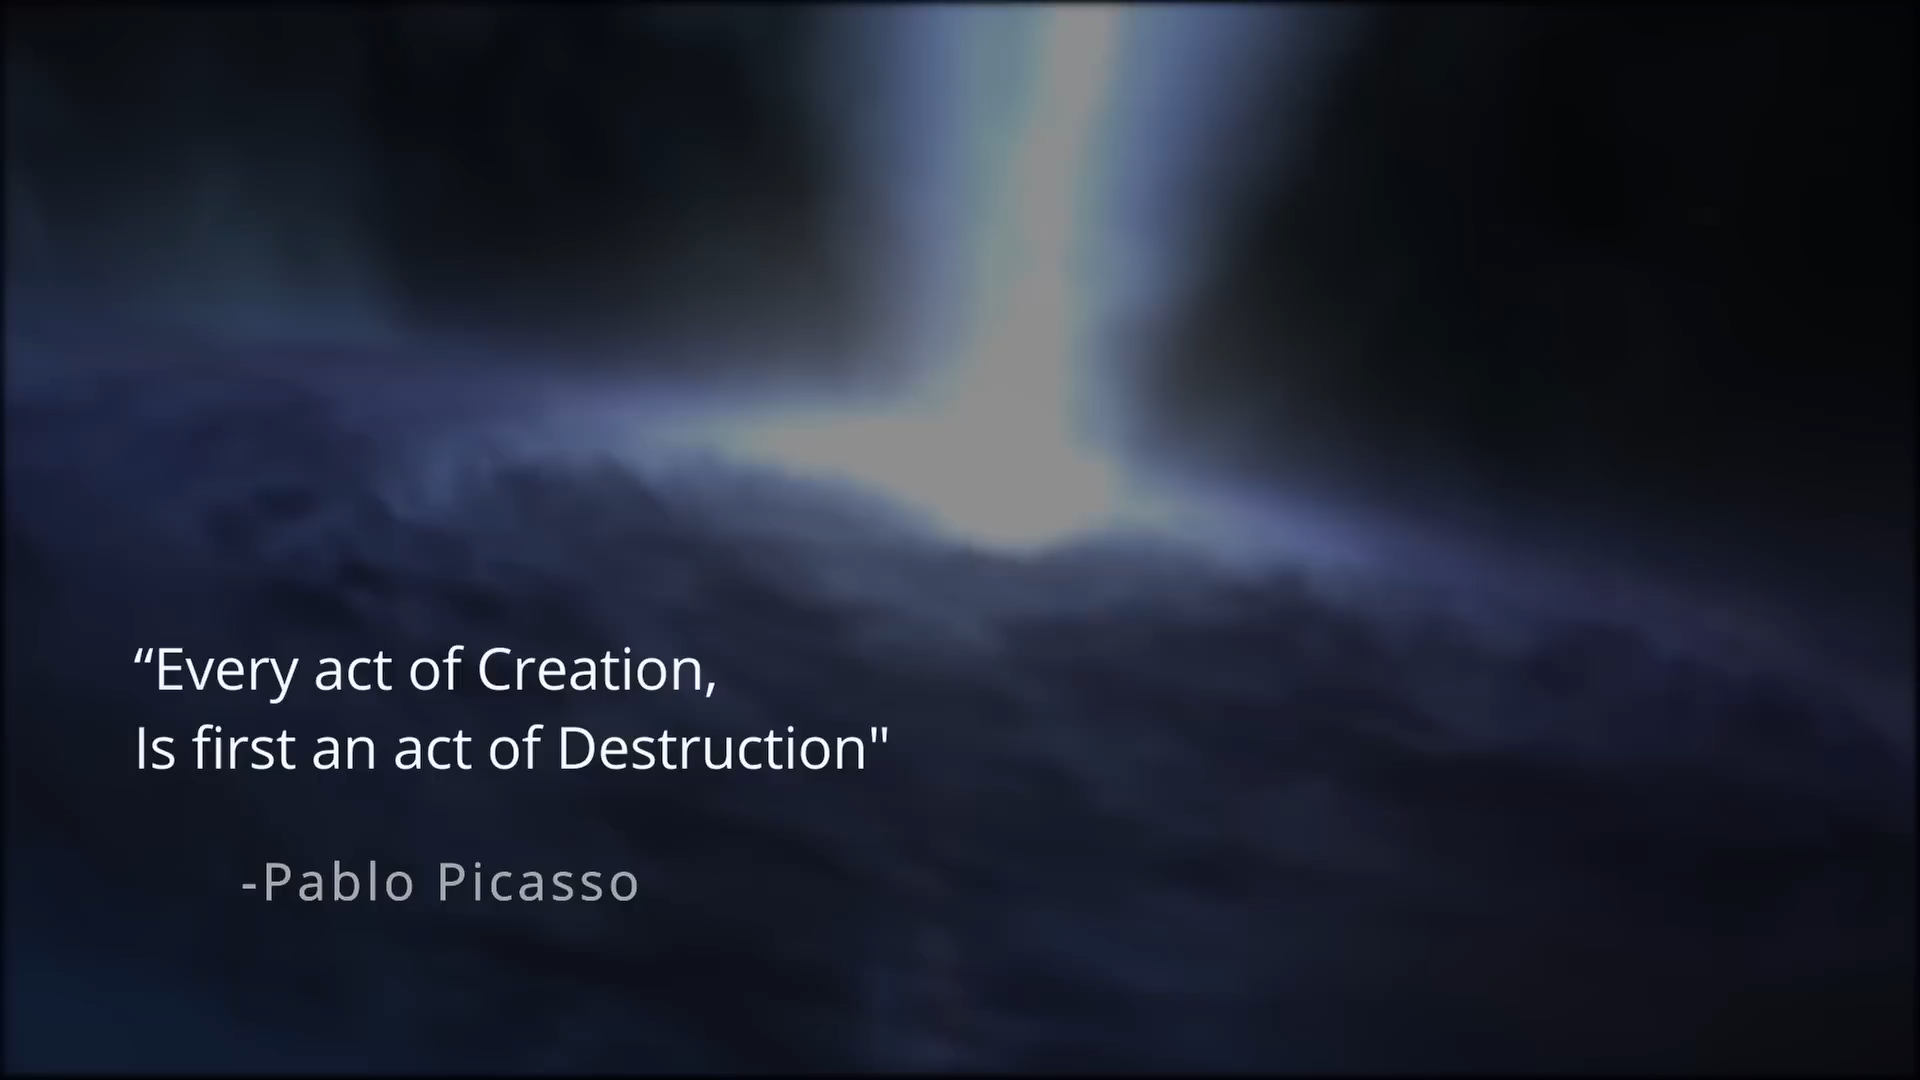 “Every act of Creation,
Is first an act of Destruction"
-Pablo Picasso